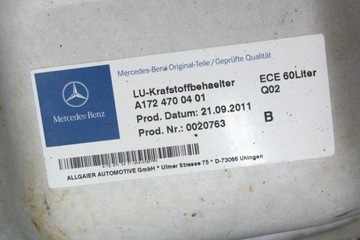 Mercedes-Benz Original-Teile / Geprüfte Qualität
Mercedes Benz
LU-Krafstoffbehaelter
ECE 60Liter
A172 470 04 01
Q02
Prod. Datum: 21.09.2011
Prod. Nr.: 0020763
B
ALLGAIER AUTOMOTIVE GmbH * Ulmer Strasse 75 * D-73066 Uhingen